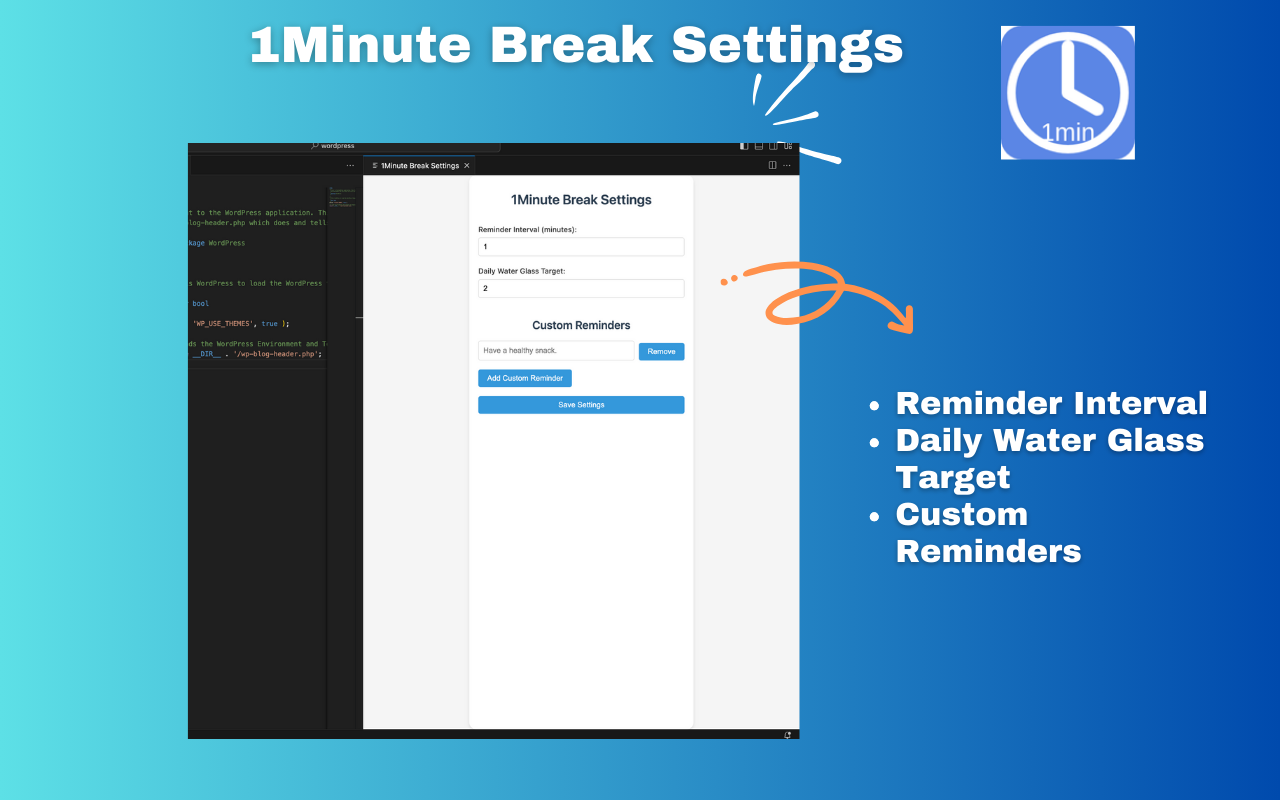 1Minute Break Settings
1min
wordpress
1Minute Break Settings
t to the WordPress application. Th
log-header.php which does and tell
kage WordPress
s WordPress to load the WordPress
bool
'WP_USE_THEMES', true );
ds the WordPress Environment and T
__DIR__ . '/wp-blog-header.php';
1Minute Break Settings
Reminder Interval (minutes):
1
Daily Water Glass Target:
2
Custom Reminders
Have a healthy snack.
Remove
Add Custom Reminder
Save Settings
• Reminder Interval
• Daily Water Glass
Target
• Custom
Reminders